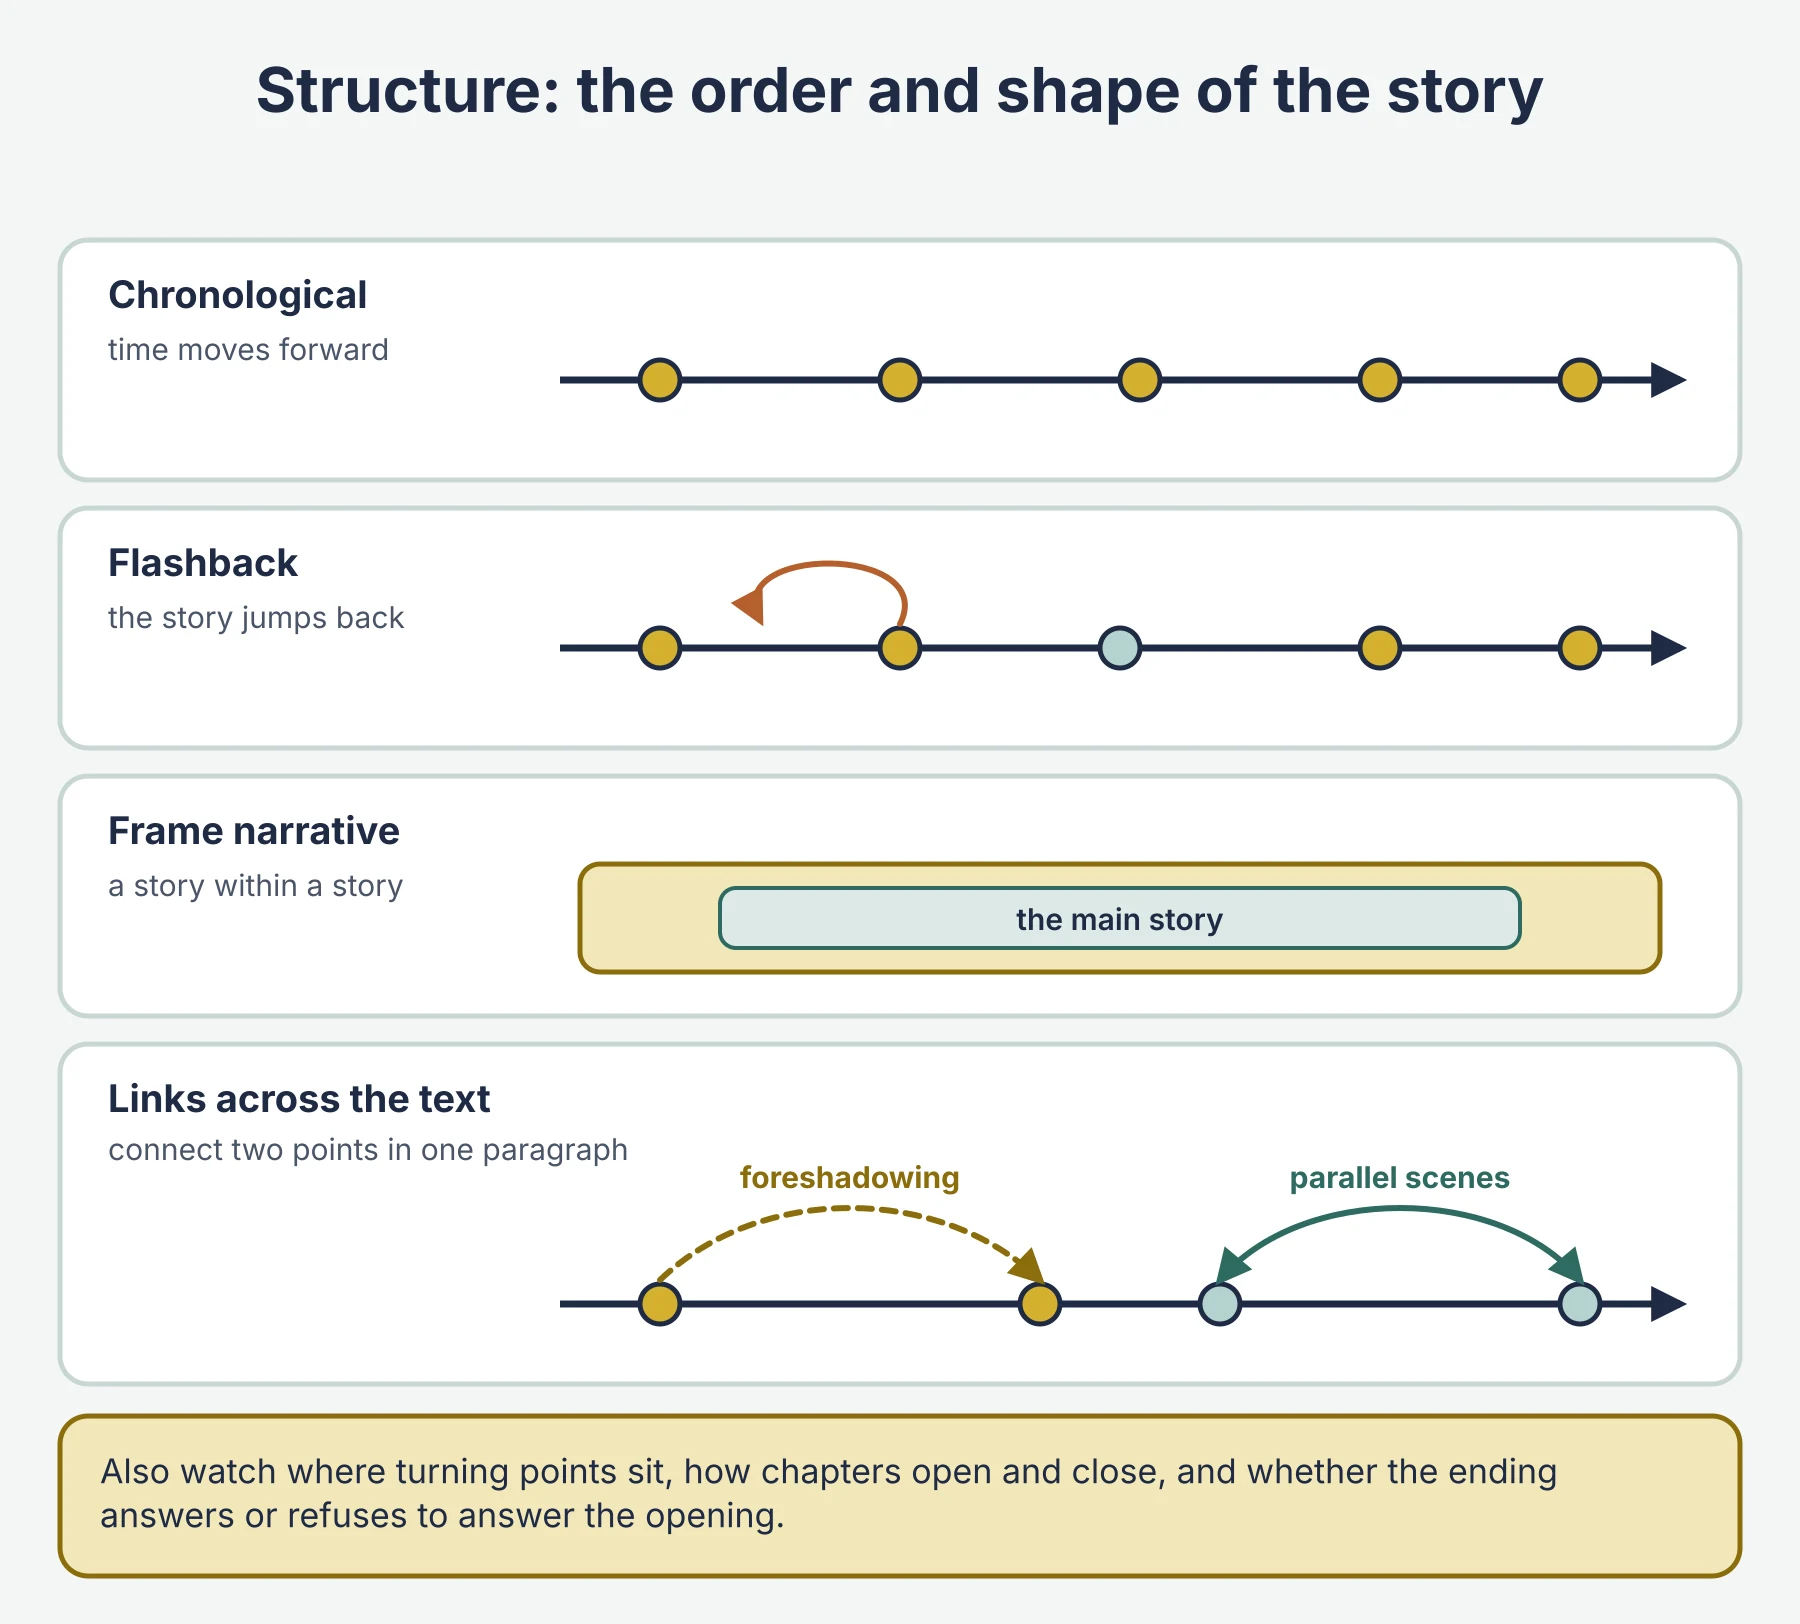 Structure: the order and shape of the story
Chronological
time moves forward
Flashback
the story jumps back
Frame narrative
a story within a story
the main story
Links across the text
connect two points in one paragraph
foreshadowing
parallel scenes
Also watch where turning points sit, how chapters open and close, and whether the ending
answers or refuses to answer the opening.